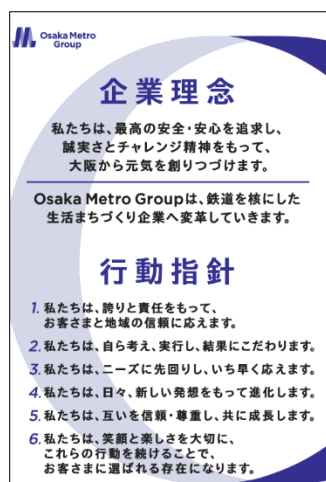 Osaka Metro
Group
企業理念
私たちは、最高の安全・安心を追求し、
誠実さとチャレンジ精神をもって、
大阪から元気を創りつづけます。
Osaka Metro Groupは、鉄道を核にした
生活まちづくり企業へ変革していきます。
行動指針
1. 私たちは、誇りと責任をもって、
お客さまと地域の信頼に応えます。
2. 私たちは、自ら考え、実行し、結果にこだわります。
3. 私たちは、ニーズに先回りし、いち早く応えます。
4. 私たちは、日々、新しい発想をもって進化します。
5. 私たちは、互いを信頼・尊重し、共に成長します。
6. 私たちは、笑顔と楽しさを大切に、
これらの行動を続けることで、
お客さまに選ばれる存在になります。